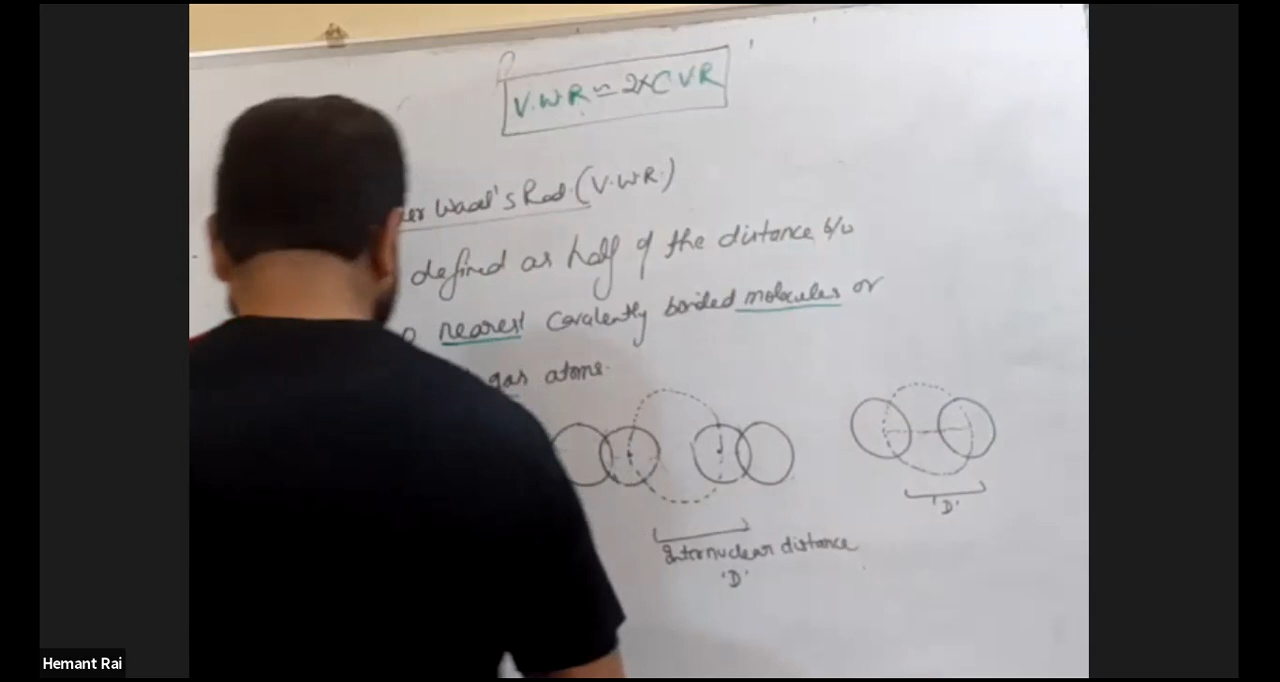 V.W.R ≃ 2×C.V.R
er Waal's Rad. (V.W.R.)
defined as half of the distance b/w
nearest Covalently bonded molecules or
gas atoms.
'D'
Internuclear distance
'D'
Hemant Rai